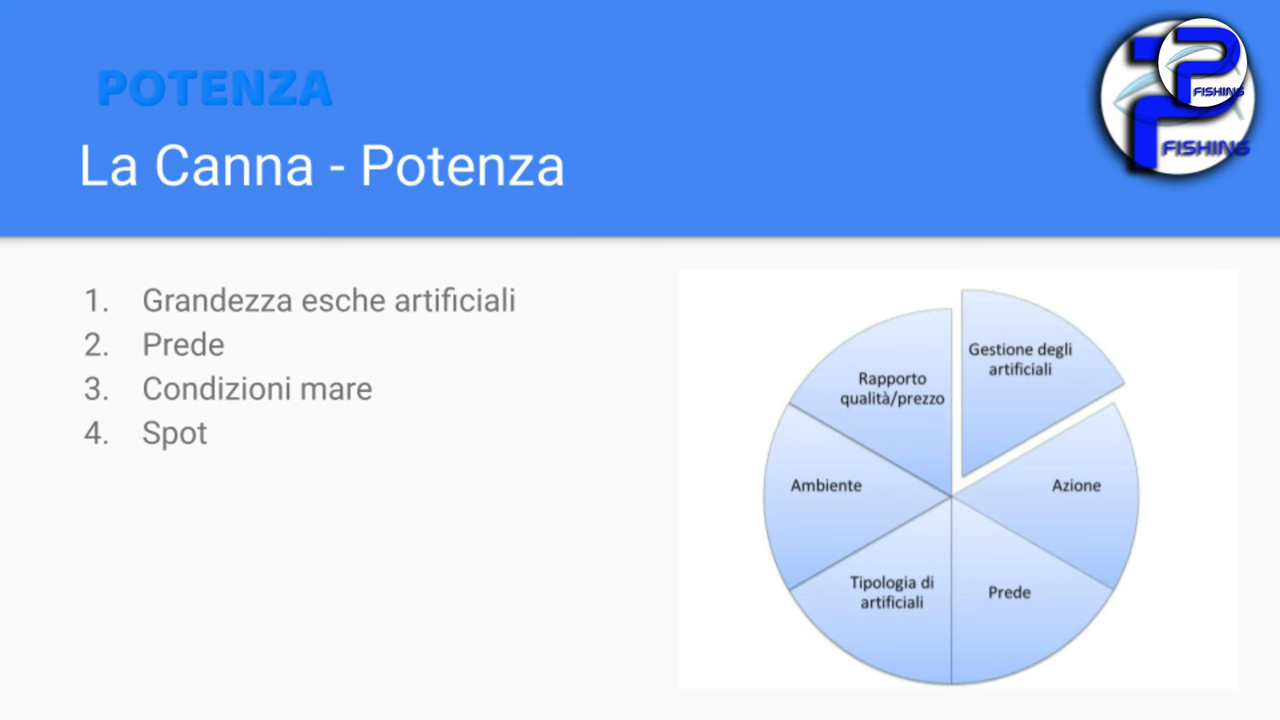 POTENZA
La Canna - Potenza
FISHING
FISHING
1. Grandezza esche artificiali
2. Prede
3. Condizioni mare
4. Spot
Gestione degli
artificiali
Rapporto
qualità/prezzo
Ambiente
Azione
Tipologia di
artificiali
Prede